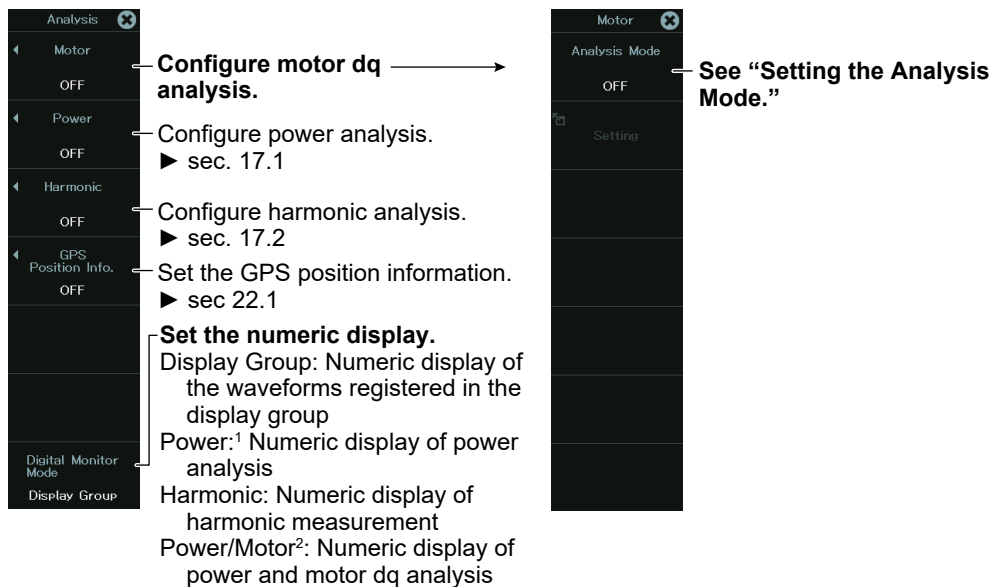 Analysis
Motor
OFF
Power
OFF
Harmonic
OFF
GPS
Position Info.
OFF
Digital Monitor
Mode
Display Group
Configure motor dq
analysis.
Configure power analysis.
► sec. 17.1
Configure harmonic analysis.
► sec. 17.2
Set the GPS position information.
► sec 22.1
Set the numeric display.
Display Group: Numeric display of
the waveforms registered in the
display group
Power:¹ Numeric display of power
analysis
Harmonic: Numeric display of
harmonic measurement
Power/Motor²: Numeric display of
power and motor dq analysis
Motor
Analysis Mode
OFF
Setting
See “Setting the Analysis
Mode.”